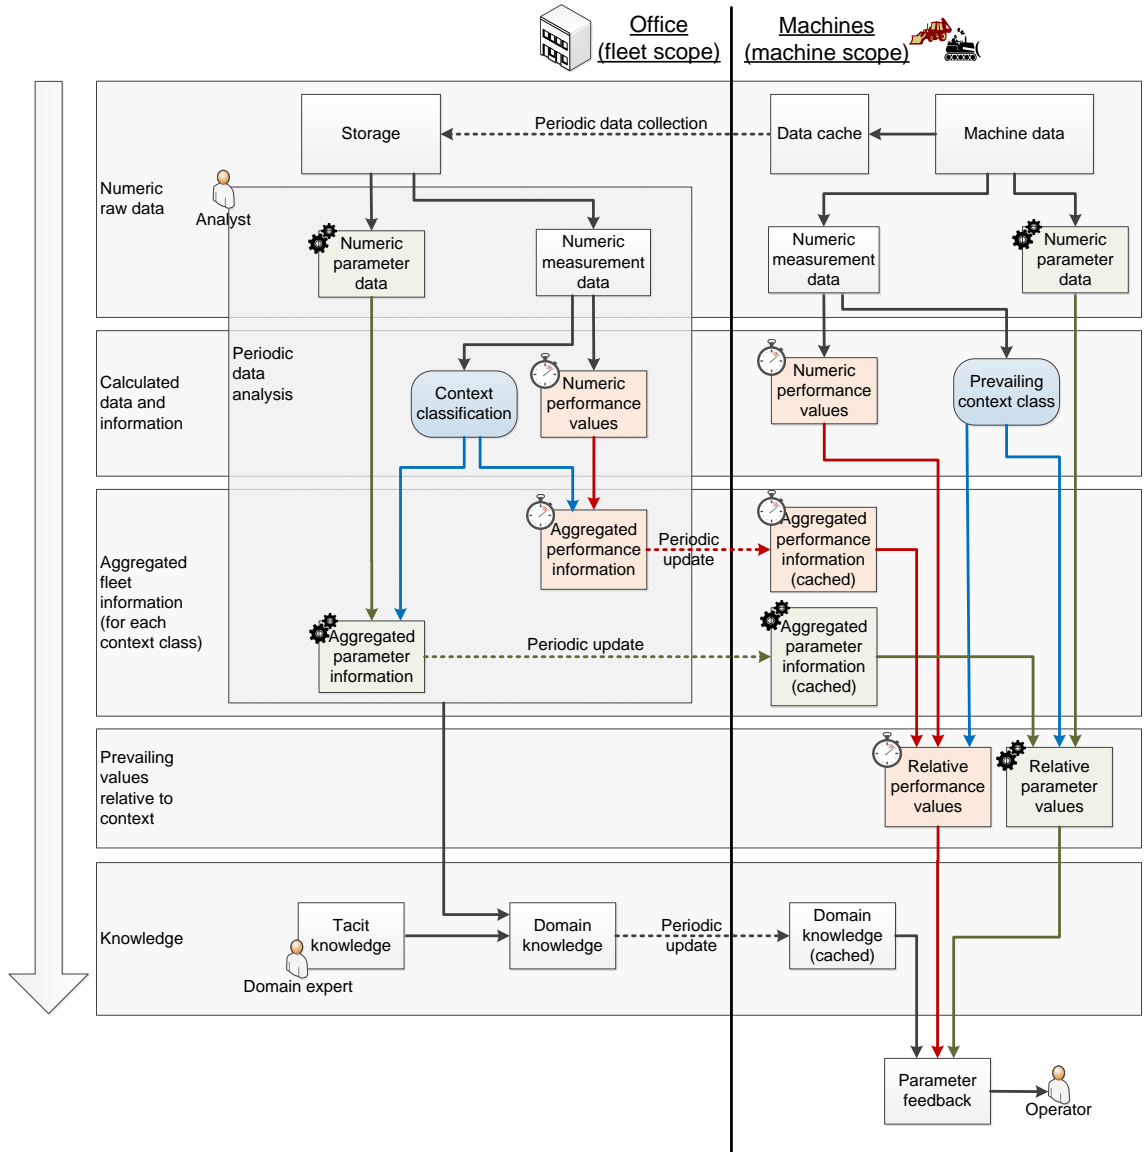 Office
(fleet scope)
Machines
(machine scope)
Numeric
raw data
Storage
Periodic data collection
Data cache
Machine data
Analyst
Numeric
parameter
data
Numeric
measurement
data
Numeric
measurement
data
Numeric
parameter
data
Calculated
data and
information
Periodic
data
analysis
Context
classification
Numeric
performance
values
Numeric
performance
values
Prevailing
context class
Aggregated
fleet
information
(for each
context class)
Aggregated
performance
information
Periodic
update
Aggregated
performance
information
(cached)
Aggregated
parameter
information
Periodic update
Aggregated
parameter
information
(cached)
Prevailing
values
relative to
context
Relative
performance
values
Relative
parameter
values
Knowledge
Tacit
knowledge
Domain expert
Domain
knowledge
Periodic
update
Domain
knowledge
(cached)
Parameter
feedback
Operator